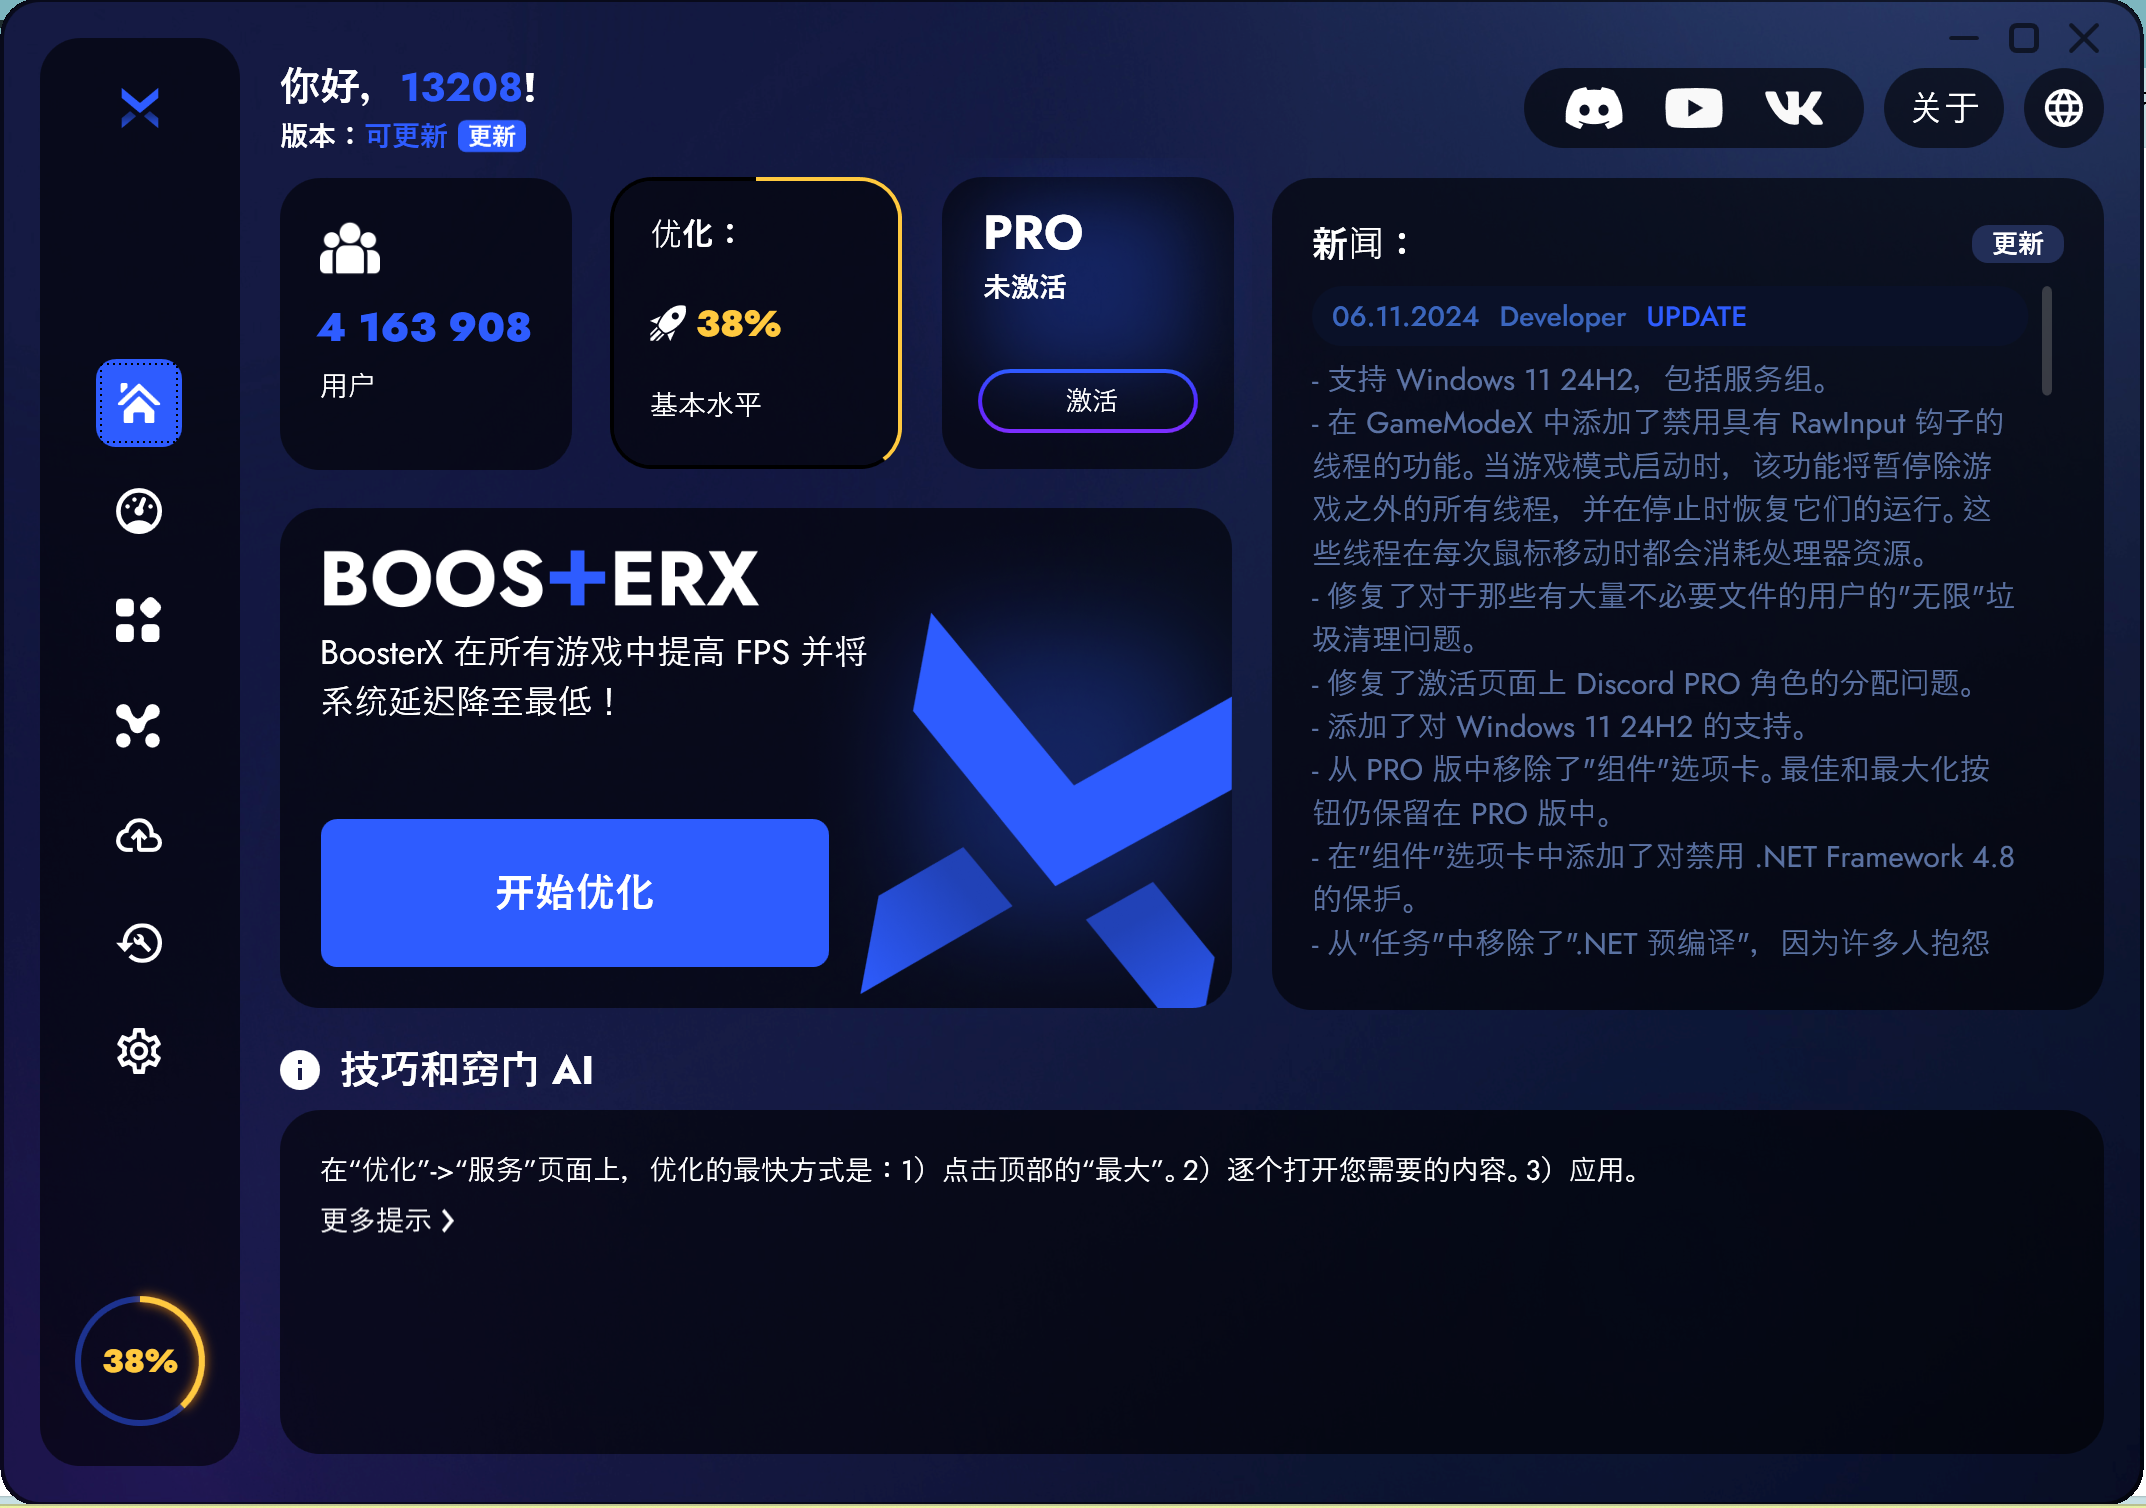 你好，13208!
版本：可更新 更新
关于
4 163 908
用户
优化：
38%
基本水平
PRO
未激活
激活
新闻：
更新
06.11.2024 Developer UPDATE
- 支持 Windows 11 24H2，包括服务组。
- 在 GameModeX 中添加了禁用具有 RawInput 钩子的
线程的功能。当游戏模式启动时，该功能将暂停除游
戏之外的所有线程，并在停止时恢复它们的运行。这
些线程在每次鼠标移动时都会消耗处理器资源。
- 修复了对于那些有大量不必要文件的用户的"无限"垃
圾清理问题。
- 修复了激活页面上 Discord PRO 角色的分配问题。
- 添加了对 Windows 11 24H2 的支持。
- 从 PRO 版中移除了"组件"选项卡。最佳和最大化按
钮仍保留在 PRO 版中。
- 在"组件"选项卡中添加了对禁用 .NET Framework 4.8
的保护。
- 从"任务"中移除了".NET 预编译"，因为许多人抱怨
BOOSTERX
BoosterX 在所有游戏中提高 FPS 并将
系统延迟降至最低！
开始优化
技巧和窍门 AI
在“优化”->“服务”页面上，优化的最快方式是：1）点击顶部的“最大”。2）逐个打开您需要的内容。3）应用。
更多提示
38%